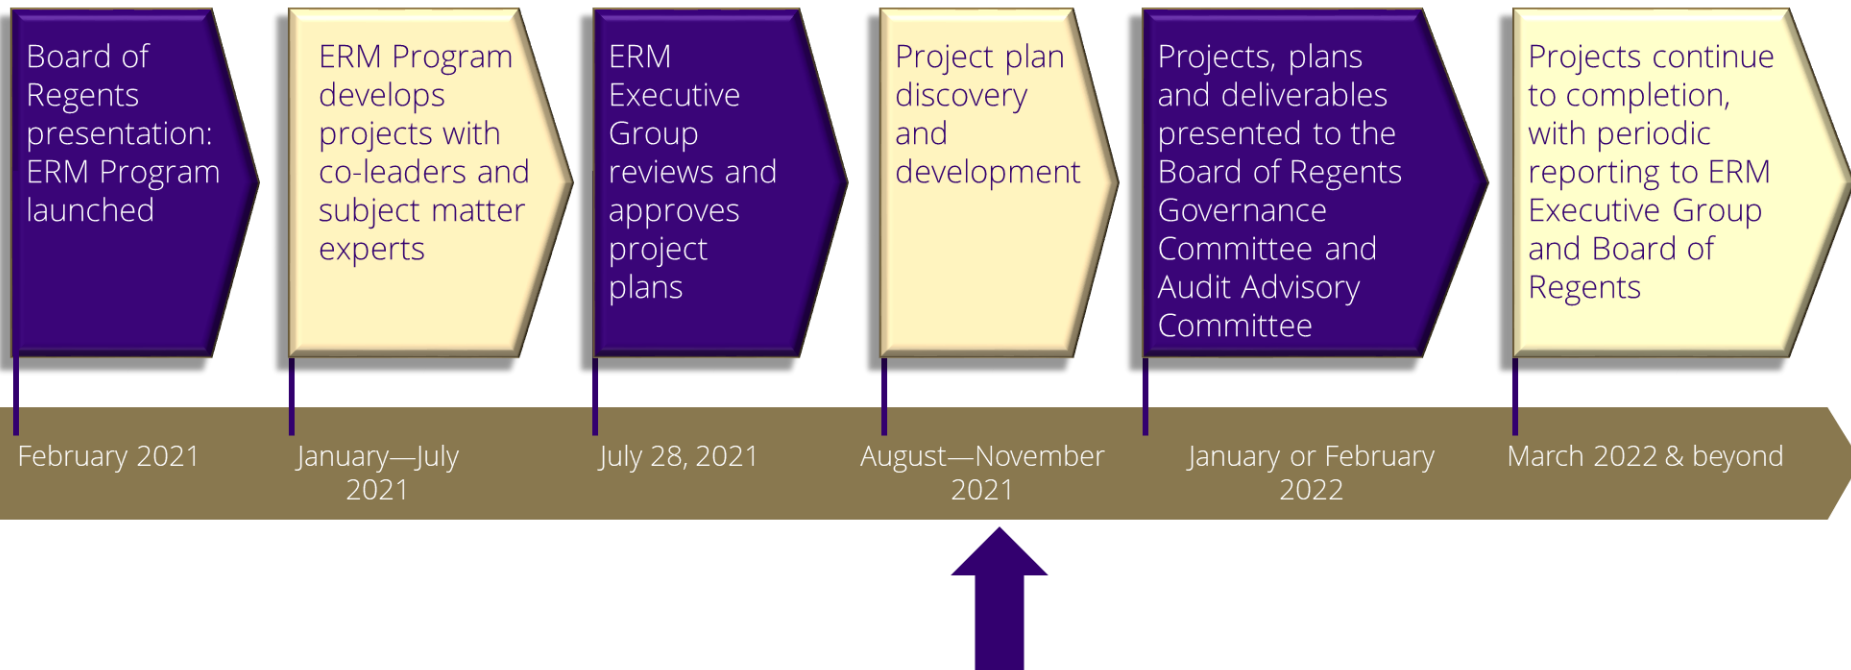 Board of
Regents
presentation:
ERM Program
launched
ERM Program
develops
projects with
co-leaders and
subject matter
experts
ERM
Executive
Group
reviews and
approves
project
plans
Project plan
discovery
and
development
Projects, plans
and deliverables
presented to the
Board of Regents
Governance
Committee and
Audit Advisory
Committee
Projects continue
to completion,
with periodic
reporting to ERM
Executive Group
and Board of
Regents
February 2021
January—July
2021
July 28, 2021
August—November
2021
January or February
2022
March 2022 & beyond